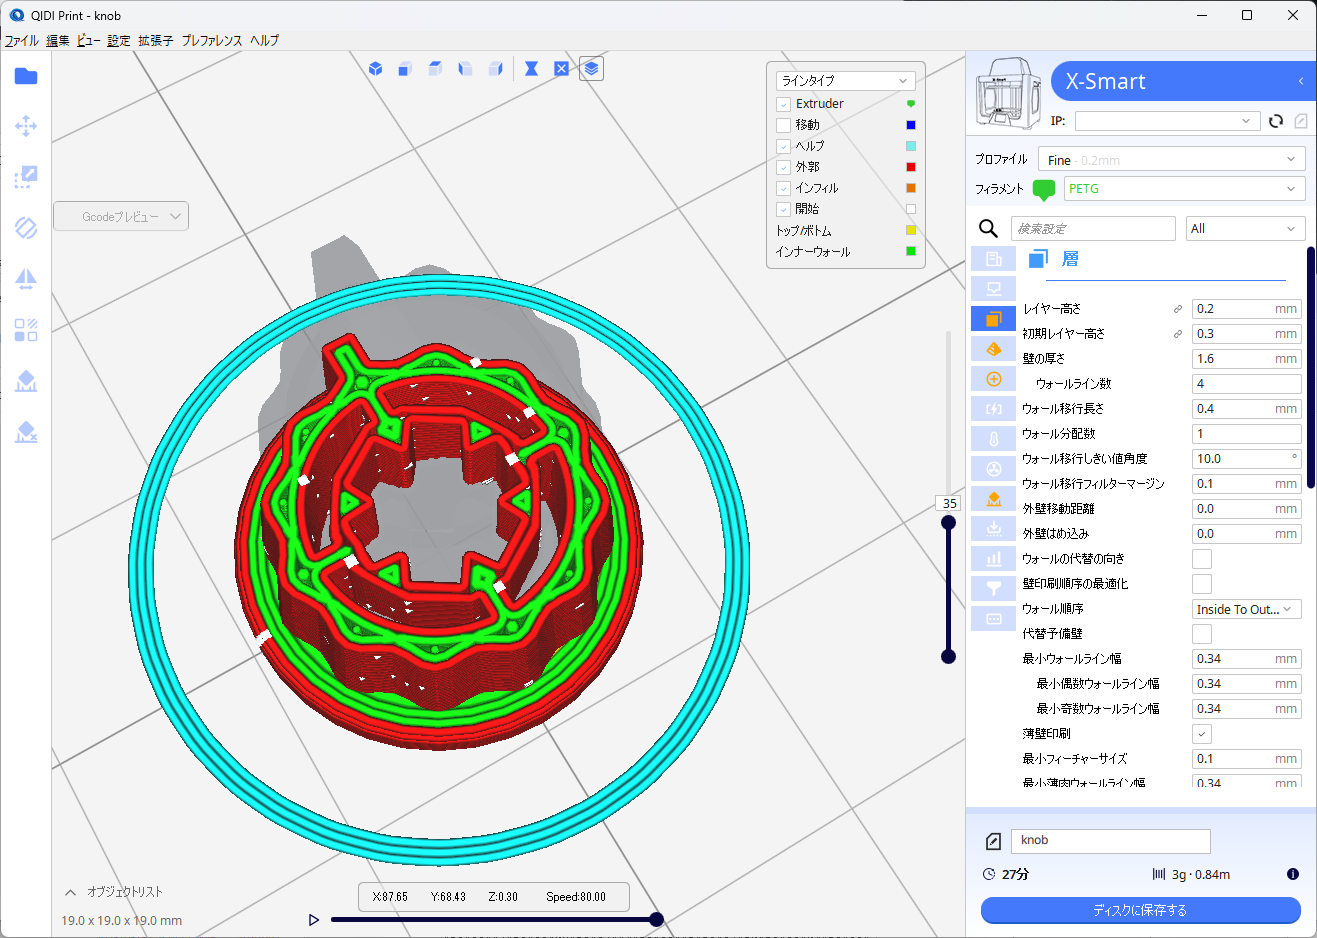 QIDI Print - knob
ファイル 編集 ビュー 設定 拡張子 プレファレンス ヘルプ
Gcodeプレビュー
ラインタイプ
Extruder
移動
ヘルプ
外郭
インフィル
開始
トップ/ボトム
インナーウォール
35
X:87.65 Y:68.43 Z:0.30 Speed:80.00
オブジェクトリスト
19.0 x 19.0 x 19.0 mm
X-Smart
IP:
プロファイル Fine - 0.2mm
フィラメント PETG
検索設定 All
層
レイヤー高さ 0.2 mm
初期レイヤー高さ 0.3 mm
壁の厚さ 1.6 mm
ウォールライン数 4
ウォール移行長さ 0.4 mm
ウォール分配数 1
ウォール移行しきい値角度 10.0 °
ウォール移行フィルターマージン 0.1 mm
外壁移動距離 0.0 mm
外壁はめ込み 0.0 mm
ウォールの代替の向き
壁印刷順序の最適化
ウォール順序 Inside To Out...
代替予備壁
最小ウォールライン幅 0.34 mm
最小偶数ウォールライン幅 0.34 mm
最小奇数ウォールライン幅 0.34 mm
薄壁印刷
最小フィーチャーサイズ 0.1 mm
最小薄肉ウォールライン幅 0.34 mm
knob
27分 3g · 0.84m
ディスクに保存する